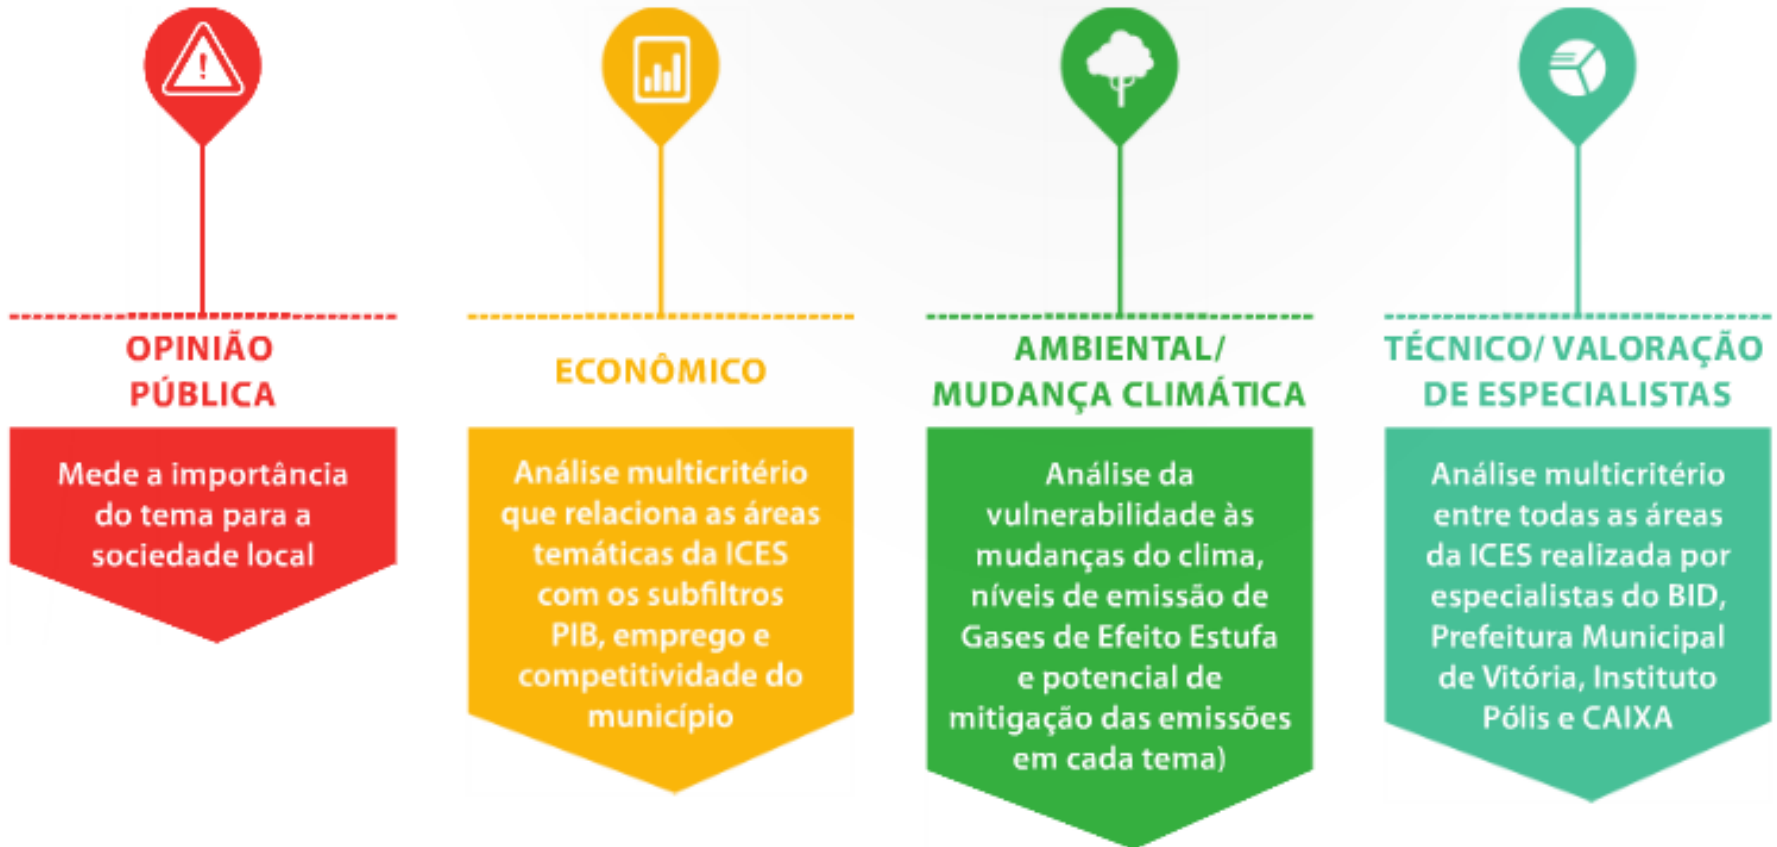 OPINIÃO
PÚBLICA
Mede a importância
do tema para a
sociedade local
ECONÔMICO
Análise multicritério
que relaciona as áreas
temáticas da ICES
com os subfiltros
PIB, emprego e
competitividade do
município
AMBIENTAL/
MUDANÇA CLIMÁTICA
Análise da
vulnerabilidade às
mudanças do clima,
níveis de emissão de
Gases de Efeito Estufa
e potencial de
mitigação das emissões
em cada tema)
TÉCNICO/ VALORAÇÃO
DE ESPECIALISTAS
Análise multicritério
entre todas as áreas
da ICES realizada por
especialistas do BID,
Prefeitura Municipal
de Vitória, Instituto
Pólis e CAIXA